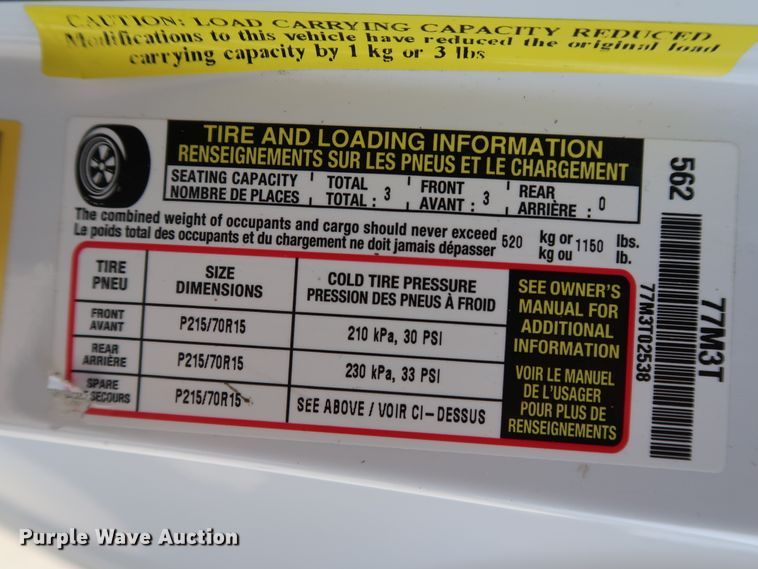 CAUTION: LOAD CARRYING CAPACITY REDUCED
Modifications to this vehicle have reduced the original load
carrying capacity by 1 kg or 3 lbs
TIRE AND LOADING INFORMATION
RENSEIGNEMENTS SUR LES PNEUS ET LE CHARGEMENT
SEATING CAPACITY TOTAL FRONT REAR
NOMBRE DE PLACES TOTAL : 3 AVANT : 3 ARRIÈRE : 0
The combined weight of occupants and cargo should never exceed 520 kg or 1150 lbs.
Le poids total des occupants et du chargement ne doit jamais dépasser kg ou lb.
TIRE SIZE COLD TIRE PRESSURE
PNEU DIMENSIONS PRESSION DES PNEUS À FROID
FRONT
AVANT P215/70R15 210 kPa, 30 PSI
REAR
ARRIÈRE P215/70R15 230 kPa, 33 PSI
SPARE
SECOURS P215/70R15 SEE ABOVE / VOIR CI-DESSUS
SEE OWNER'S
MANUAL FOR
ADDITIONAL
INFORMATION
VOIR LE MANUEL
DE L'USAGER
POUR PLUS DE
RENSEIGNEMENTS
562
77M3T
77M3T02538
Purple Wave Auction